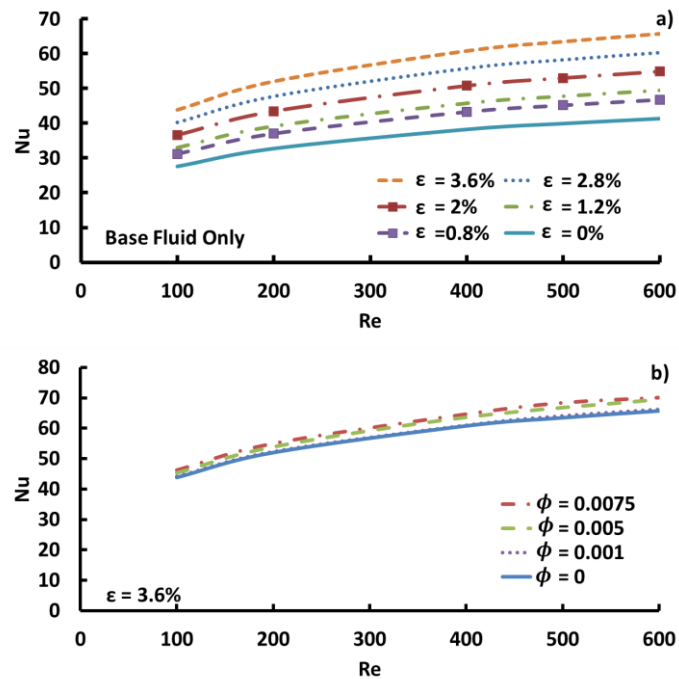 70
a)
60
50
40
30
20
10
0
Nu
ε = 3.6%
ε = 2.8%
ε = 2%
ε = 1.2%
ε =0.8%
ε = 0%
Base Fluid Only
0 100 200 300 400 500 600
Re
80
b)
70
60
50
40
30
20
10
0
Nu
ϕ = 0.0075
ϕ = 0.005
ϕ = 0.001
ϕ = 0
ε = 3.6%
0 100 200 300 400 500 600
Re